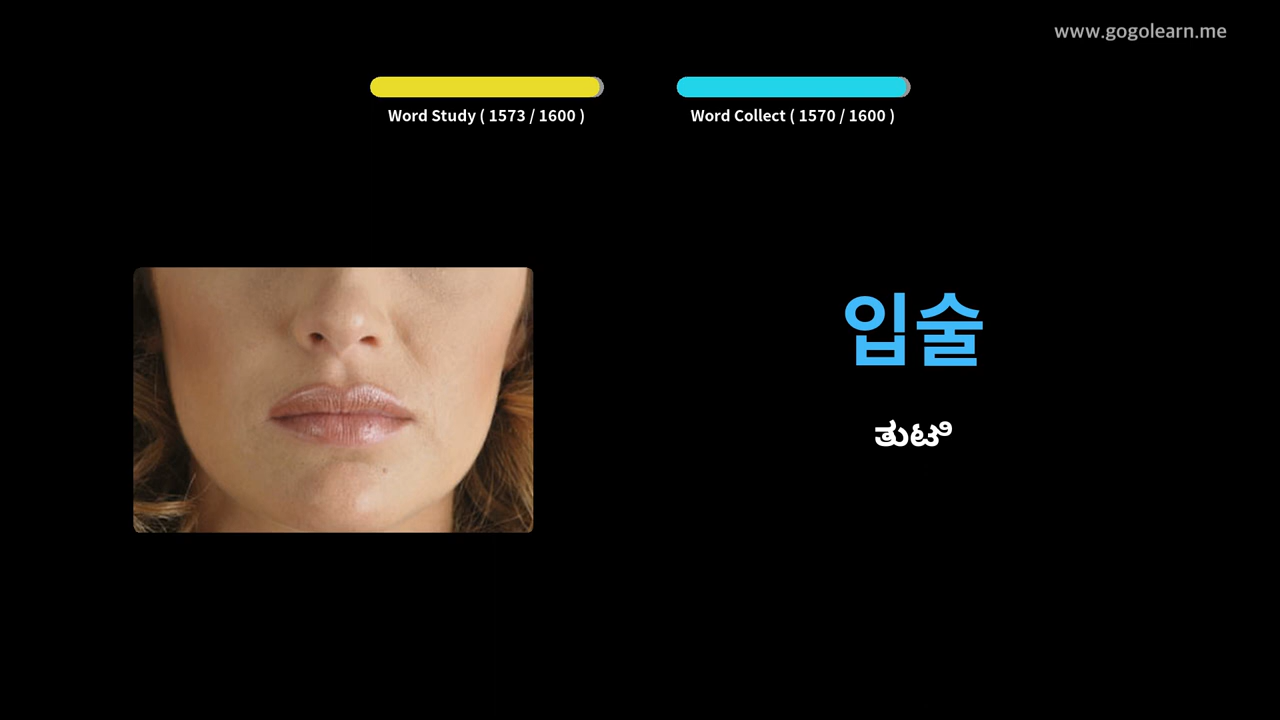 www.gogolearn.me
Word Study ( 1573 / 1600 )
Word Collect ( 1570 / 1600 )
입술
ತುಟಿ